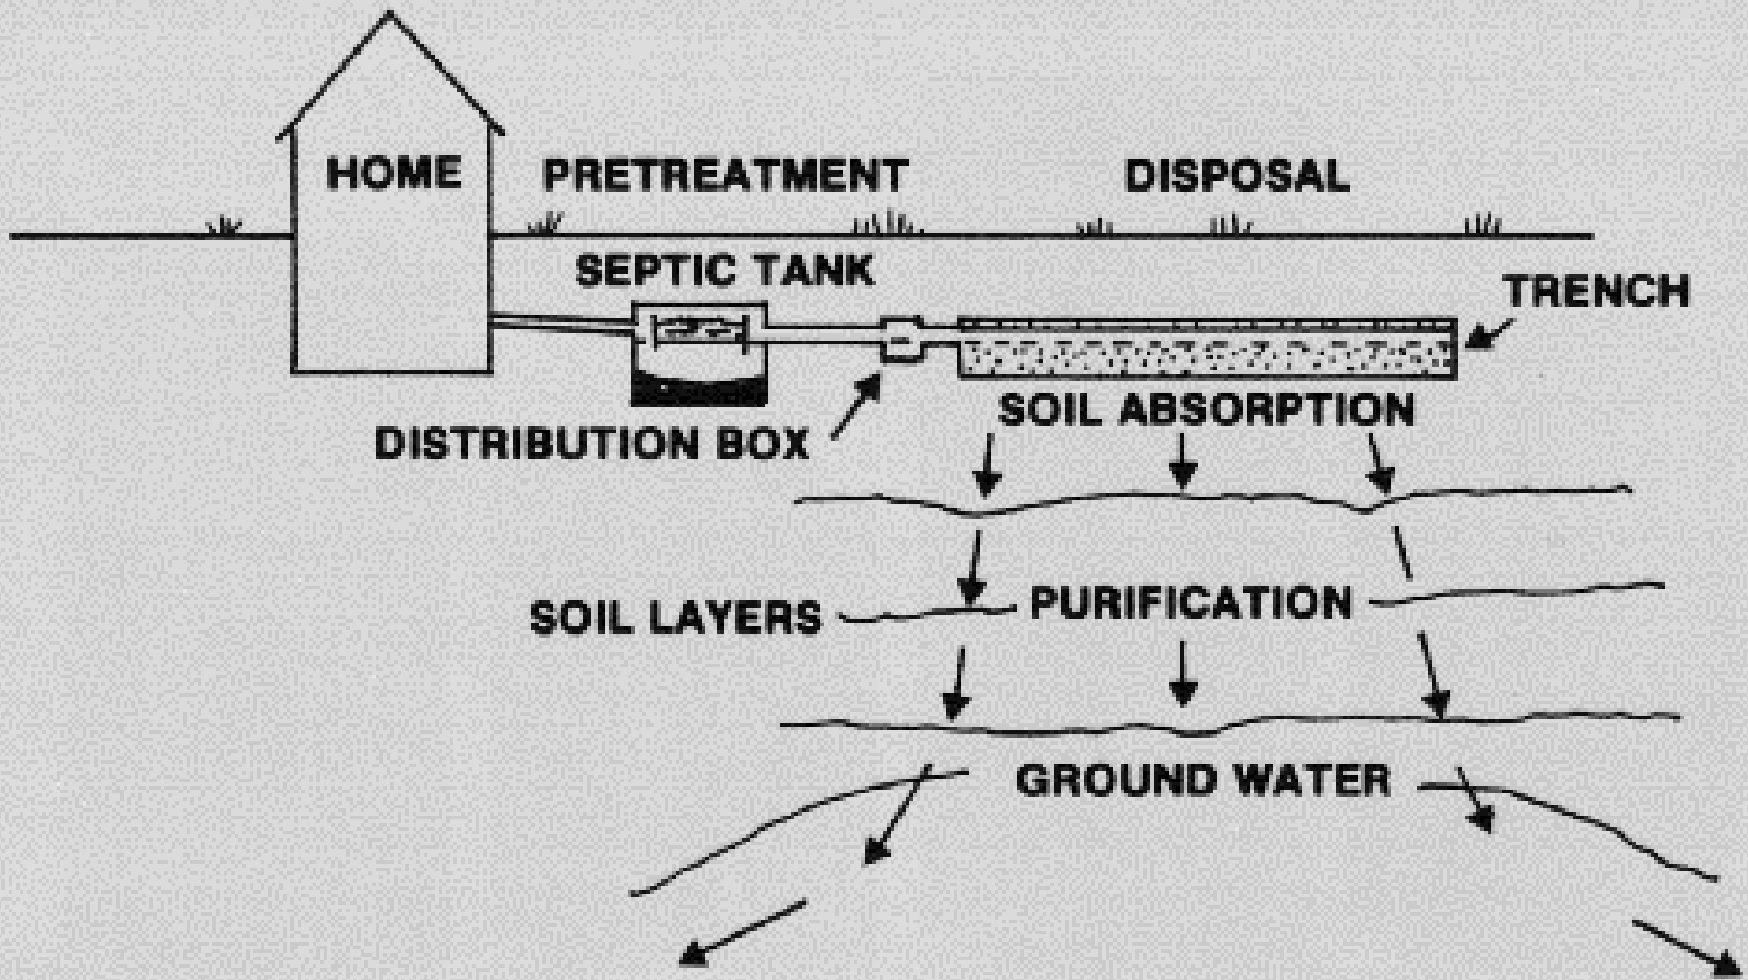 HOME
PRETREATMENT
DISPOSAL
SEPTIC TANK
TRENCH
DISTRIBUTION BOX
SOIL ABSORPTION
SOIL LAYERS
PURIFICATION
GROUND WATER